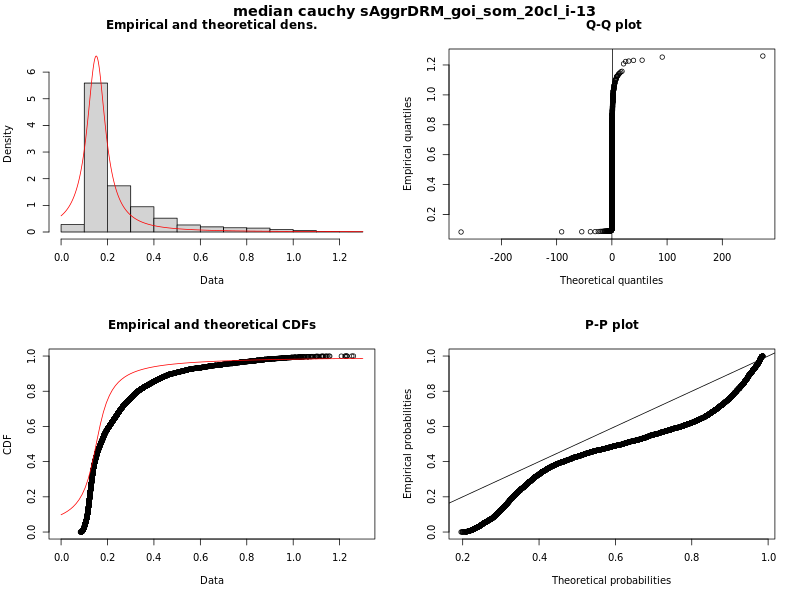 median cauchy sAggrDRM_goi_som_20cl_i-13
Empirical and theoretical dens.
Density
0 1 2 3 4 5 6
0.0 0.2 0.4 0.6 0.8 1.0 1.2
Data
Q-Q plot
Empirical quantiles
0.2 0.4 0.6 0.8 1.0 1.2
-200 -100 0 100 200
Theoretical quantiles
Empirical and theoretical CDFs
CDF
0.0 0.2 0.4 0.6 0.8 1.0
0.0 0.2 0.4 0.6 0.8 1.0 1.2
Data
P-P plot
Empirical probabilities
0.0 0.2 0.4 0.6 0.8 1.0
0.2 0.4 0.6 0.8 1.0
Theoretical probabilities